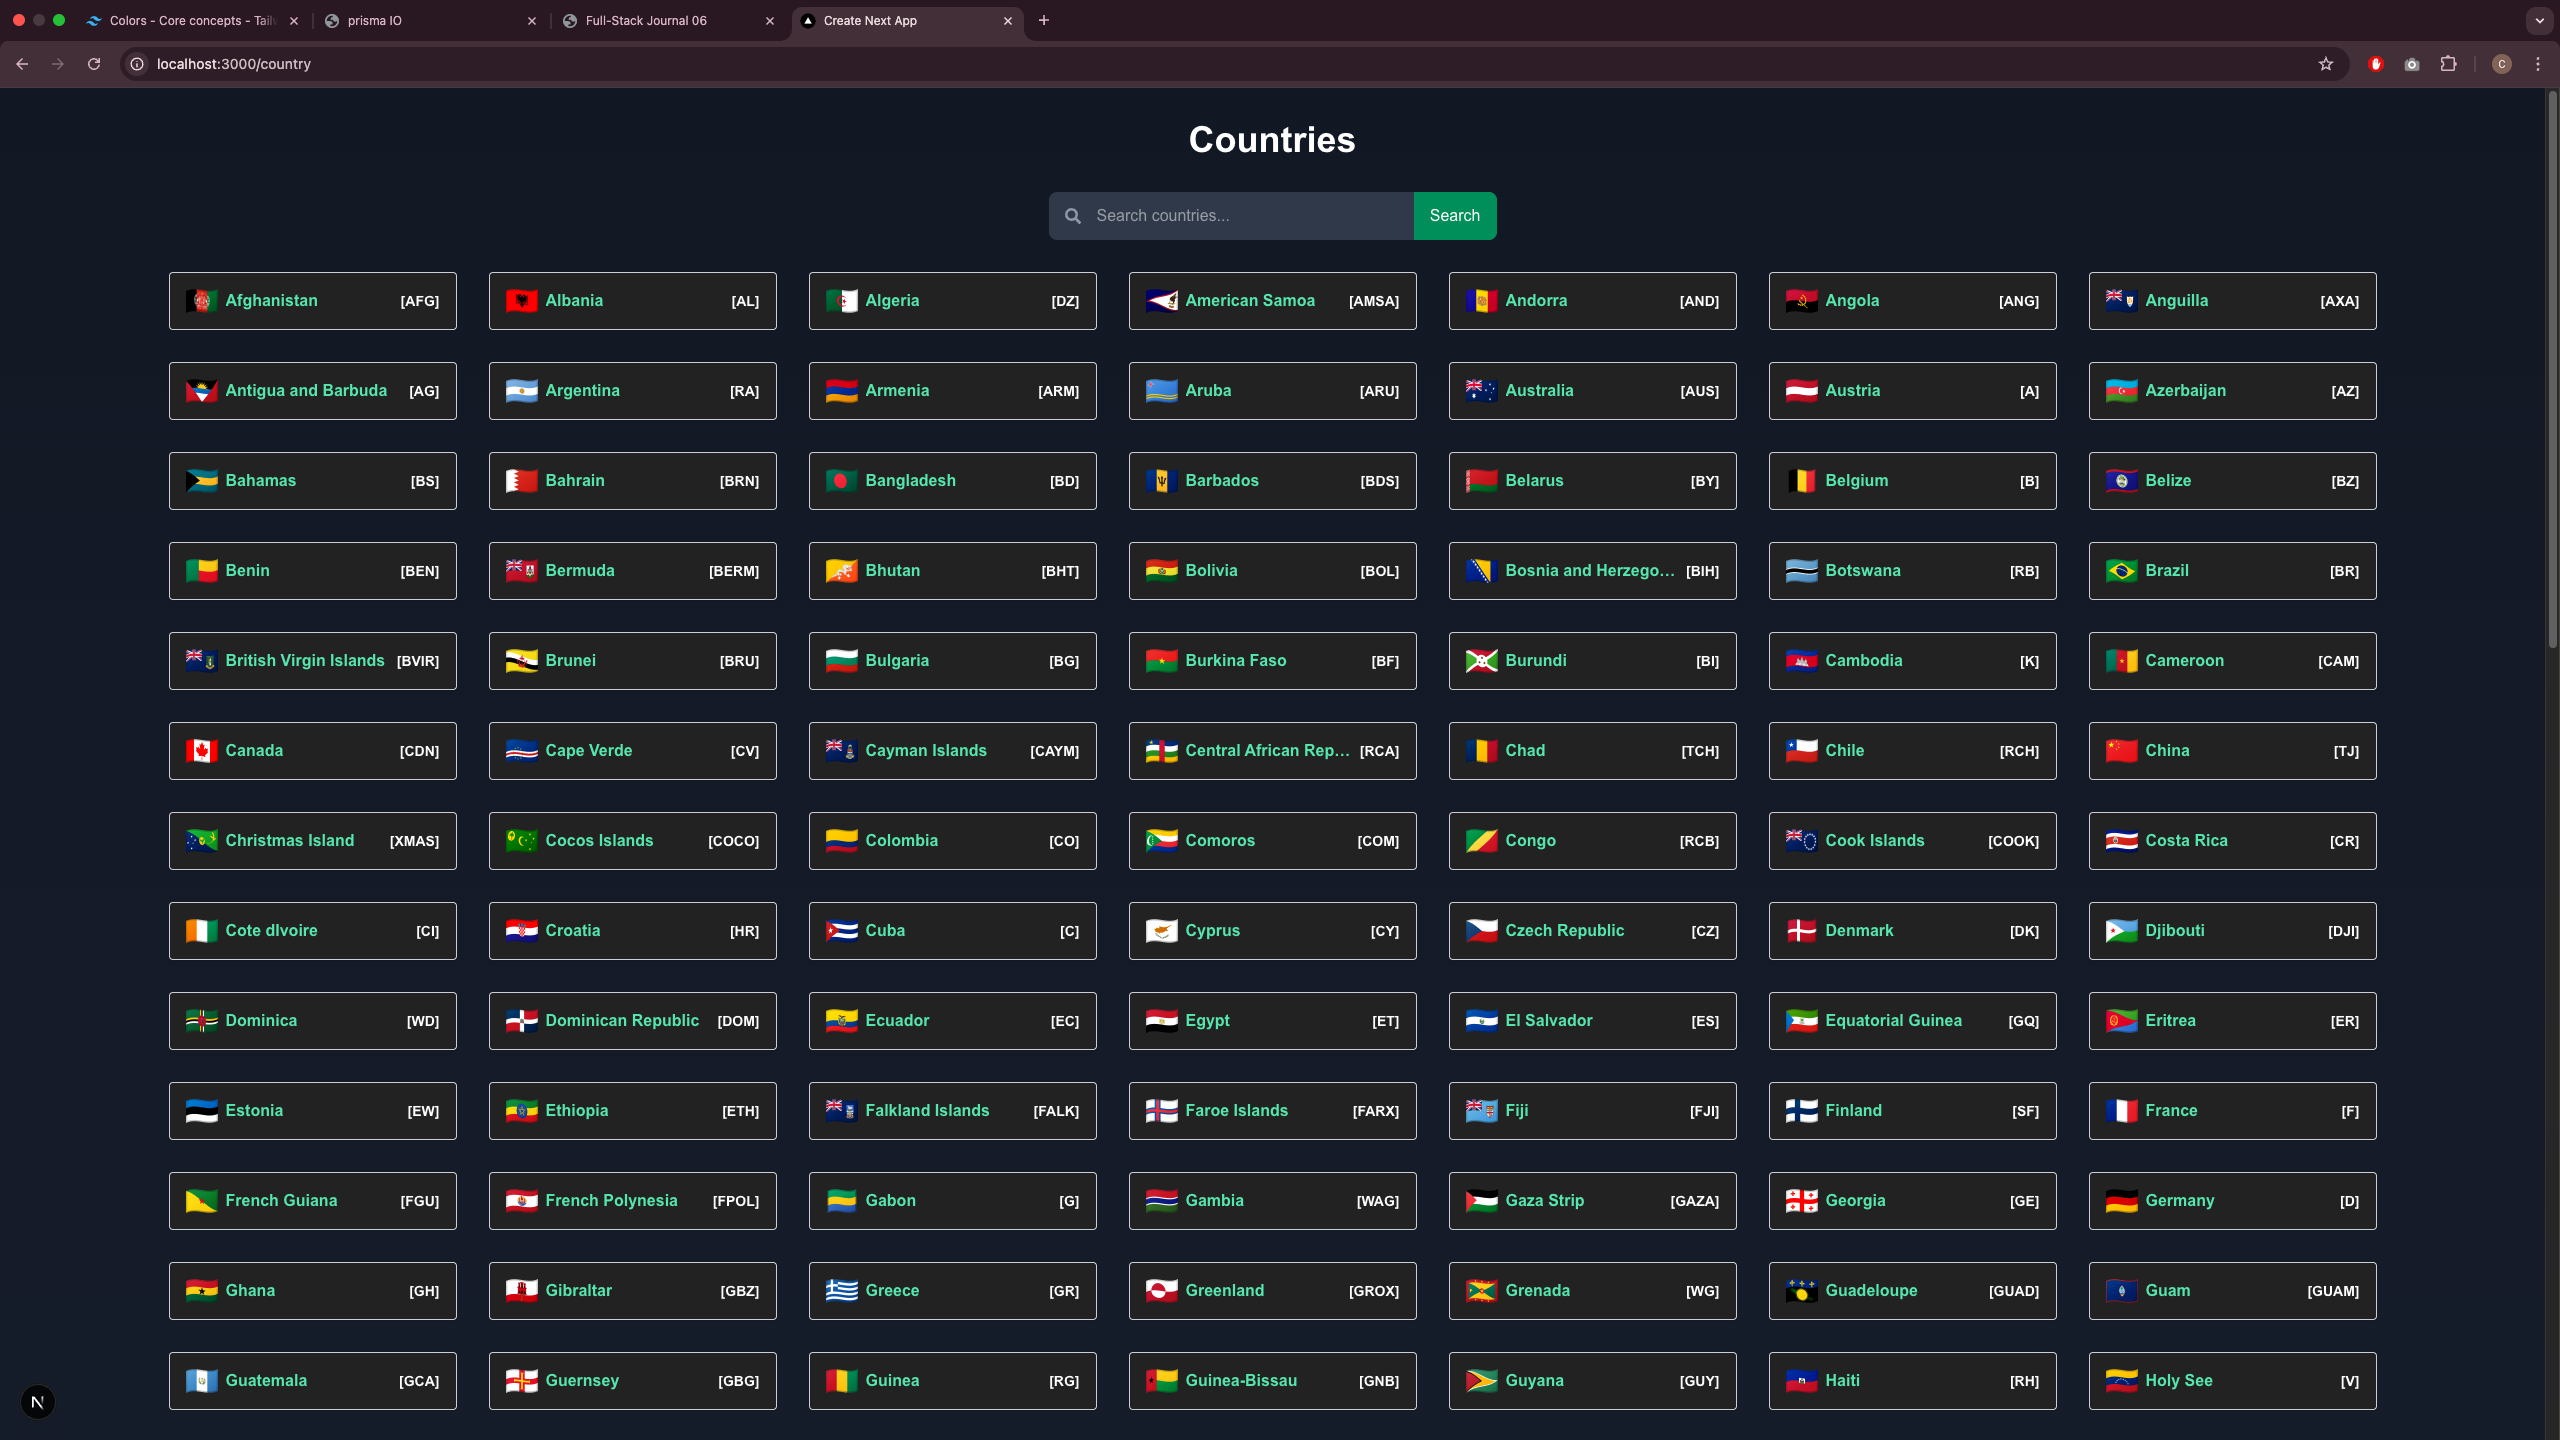 Colors - Core concepts - Tail
prisma IO
Full-Stack Journal 06
Create Next App
localhost:3000/country
C
Countries
Search countries...
Search
Afghanistan [AFG]
Albania [AL]
Algeria [DZ]
American Samoa [AMSA]
Andorra [AND]
Angola [ANG]
Anguilla [AXA]
Antigua and Barbuda [AG]
Argentina [RA]
Armenia [ARM]
Aruba [ARU]
Australia [AUS]
Austria [A]
Azerbaijan [AZ]
Bahamas [BS]
Bahrain [BRN]
Bangladesh [BD]
Barbados [BDS]
Belarus [BY]
Belgium [B]
Belize [BZ]
Benin [BEN]
Bermuda [BERM]
Bhutan [BHT]
Bolivia [BOL]
Bosnia and Herzego... [BIH]
Botswana [RB]
Brazil [BR]
British Virgin Islands [BVIR]
Brunei [BRU]
Bulgaria [BG]
Burkina Faso [BF]
Burundi [BI]
Cambodia [K]
Cameroon [CAM]
Canada [CDN]
Cape Verde [CV]
Cayman Islands [CAYM]
Central African Rep... [RCA]
Chad [TCH]
Chile [RCH]
China [TJ]
Christmas Island [XMAS]
Cocos Islands [COCO]
Colombia [CO]
Comoros [COM]
Congo [RCB]
Cook Islands [COOK]
Costa Rica [CR]
Cote dIvoire [CI]
Croatia [HR]
Cuba [C]
Cyprus [CY]
Czech Republic [CZ]
Denmark [DK]
Djibouti [DJI]
Dominica [WD]
Dominican Republic [DOM]
Ecuador [EC]
Egypt [ET]
El Salvador [ES]
Equatorial Guinea [GQ]
Eritrea [ER]
Estonia [EW]
Ethiopia [ETH]
Falkland Islands [FALK]
Faroe Islands [FARX]
Fiji [FJI]
Finland [SF]
France [F]
French Guiana [FGU]
French Polynesia [FPOL]
Gabon [G]
Gambia [WAG]
Gaza Strip [GAZA]
Georgia [GE]
Germany [D]
Ghana [GH]
Gibraltar [GBZ]
Greece [GR]
Greenland [GROX]
Grenada [WG]
Guadeloupe [GUAD]
Guam [GUAM]
Guatemala [GCA]
Guernsey [GBG]
Guinea [RG]
Guinea-Bissau [GNB]
Guyana [GUY]
Haiti [RH]
Holy See [V]
N